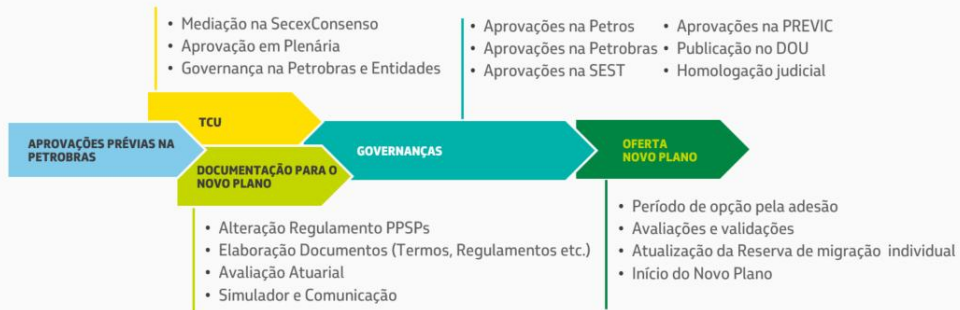 • Mediação na SecexConsenso
• Aprovação em Plenária
• Governança na Petrobras e Entidades
• Aprovações na Petros
• Aprovações na Petrobras
• Aprovações na SEST
• Aprovações na PREVIC
• Publicação no DOU
• Homologação judicial
APROVAÇÕES PRÉVIAS NA
PETROBRAS
TCU
DOCUMENTAÇÃO PARA O
NOVO PLANO
GOVERNANÇAS
OFERTA
NOVO PLANO
• Alteração Regulamento PPSPs
• Elaboração Documentos (Termos, Regulamentos etc.)
• Avaliação Atuarial
• Simulador e Comunicação
• Período de opção pela adesão
• Avaliações e validações
• Atualização da Reserva de migração individual
• Início do Novo Plano